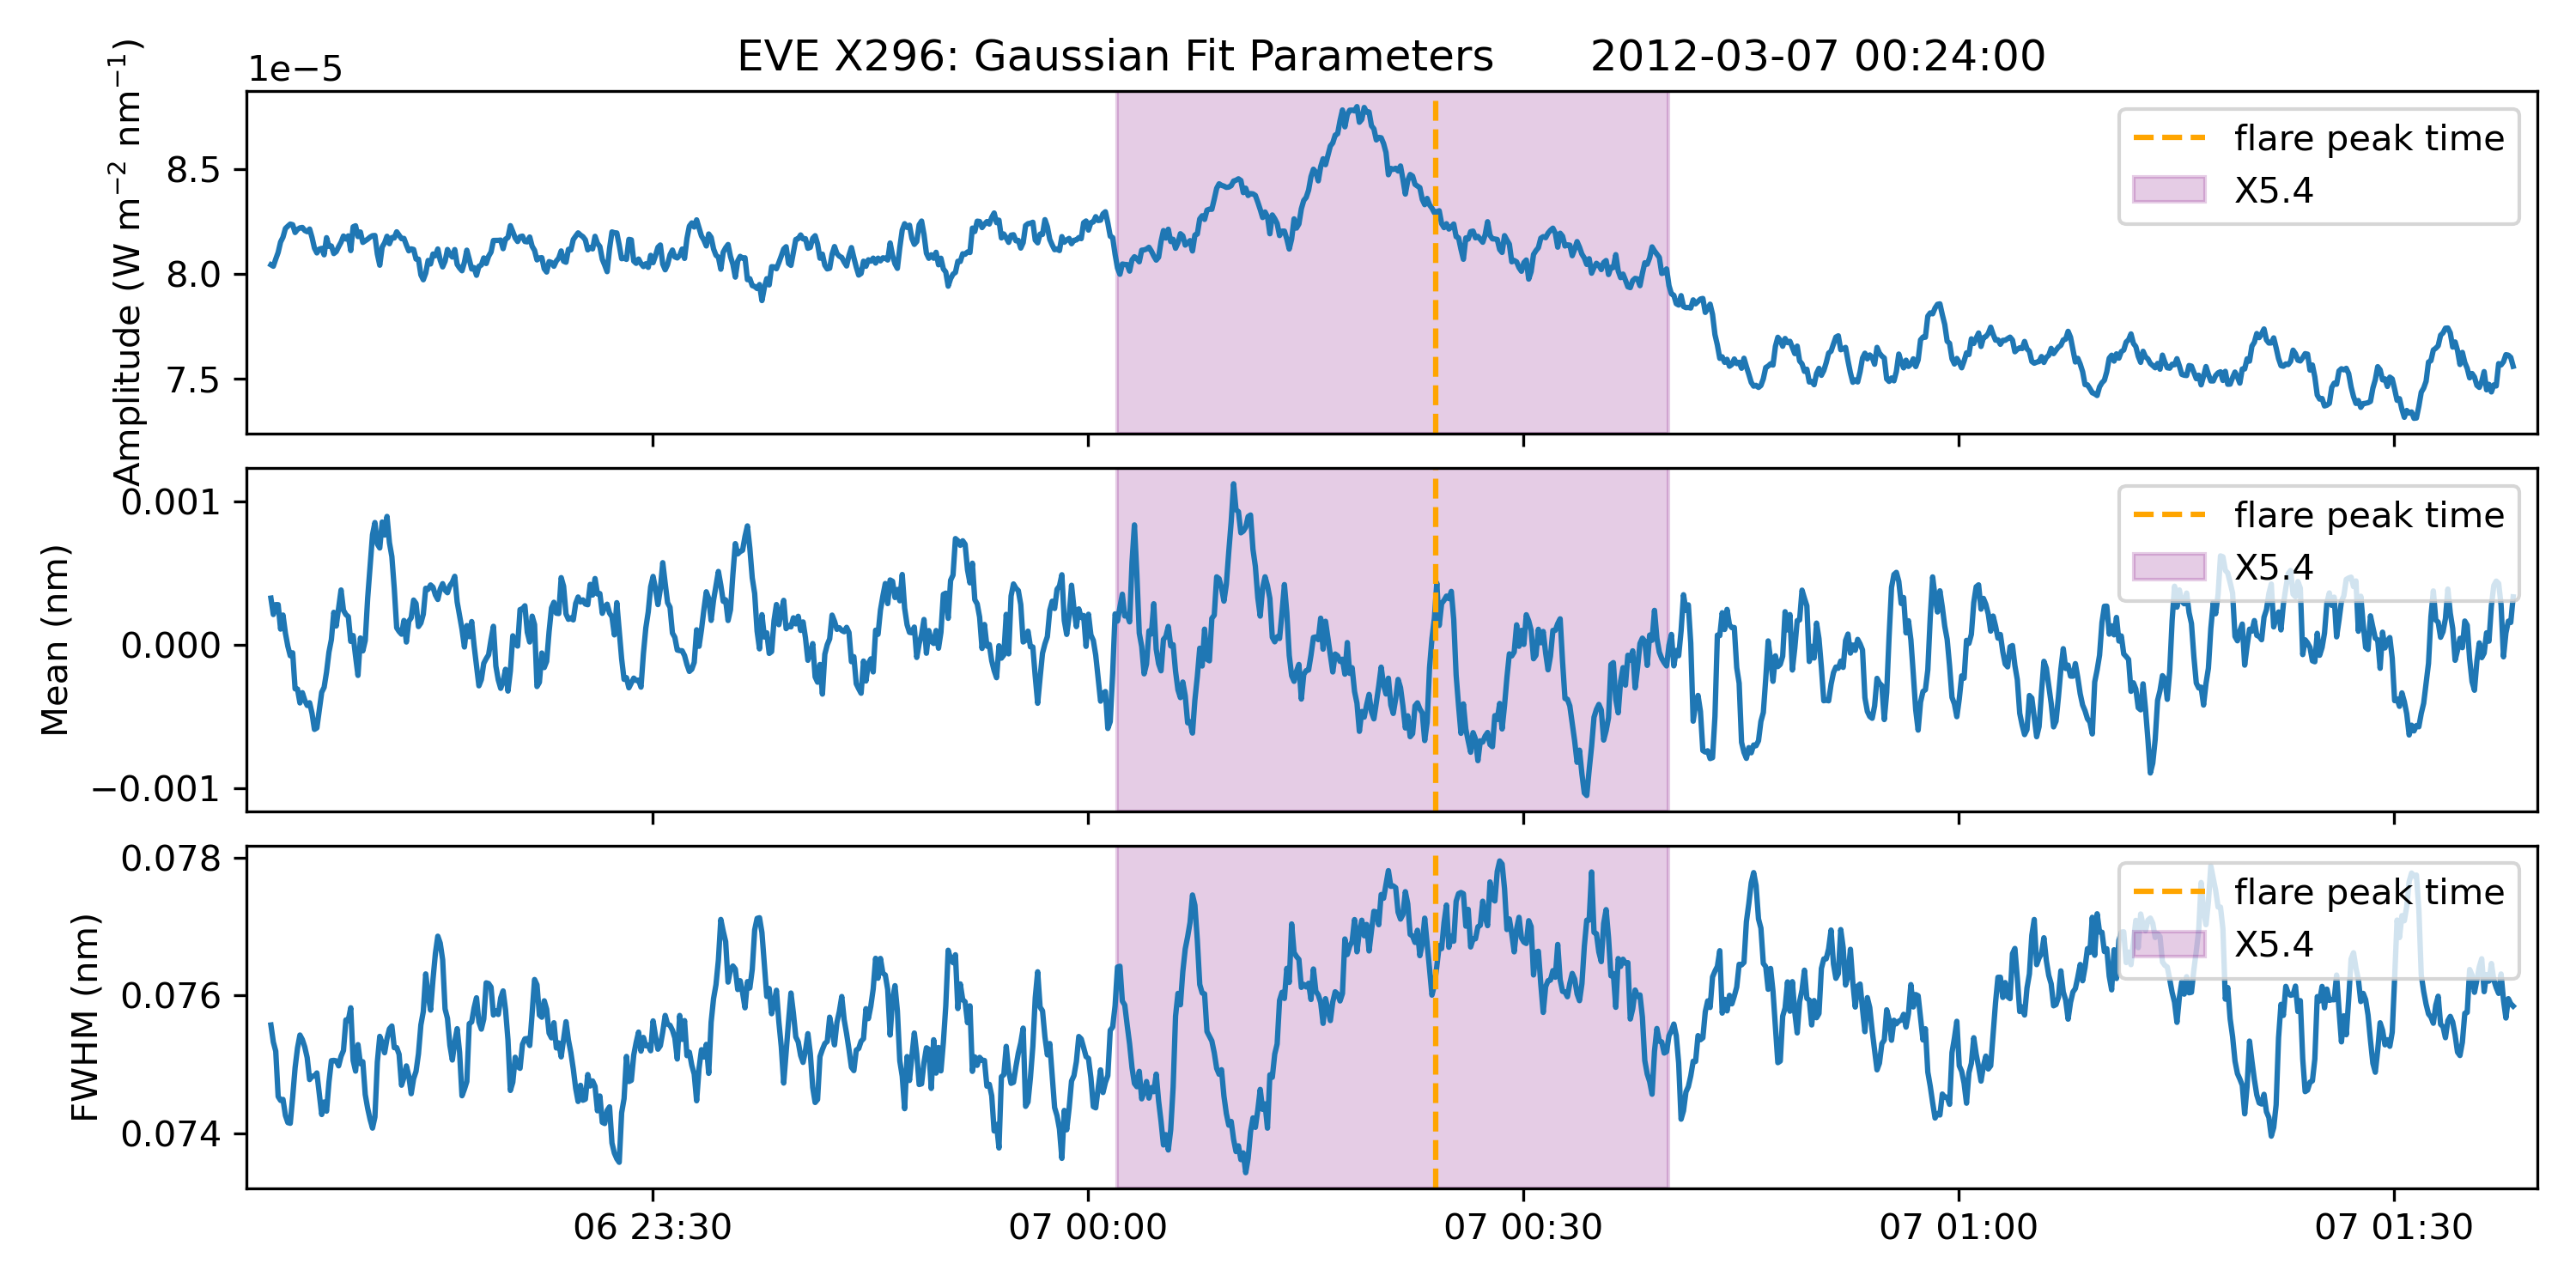 EVE X296: Gaussian Fit Parameters 2012-03-07 00:24:00
1e−5
Amplitude (W m⁻² nm⁻¹)
8.5
8.0
7.5
flare peak time
X5.4
Mean (nm)
0.001
0.000
−0.001
flare peak time
X5.4
FWHM (nm)
0.078
0.076
0.074
flare peak time
X5.4
06 23:30 07 00:00 07 00:30 07 01:00 07 01:30